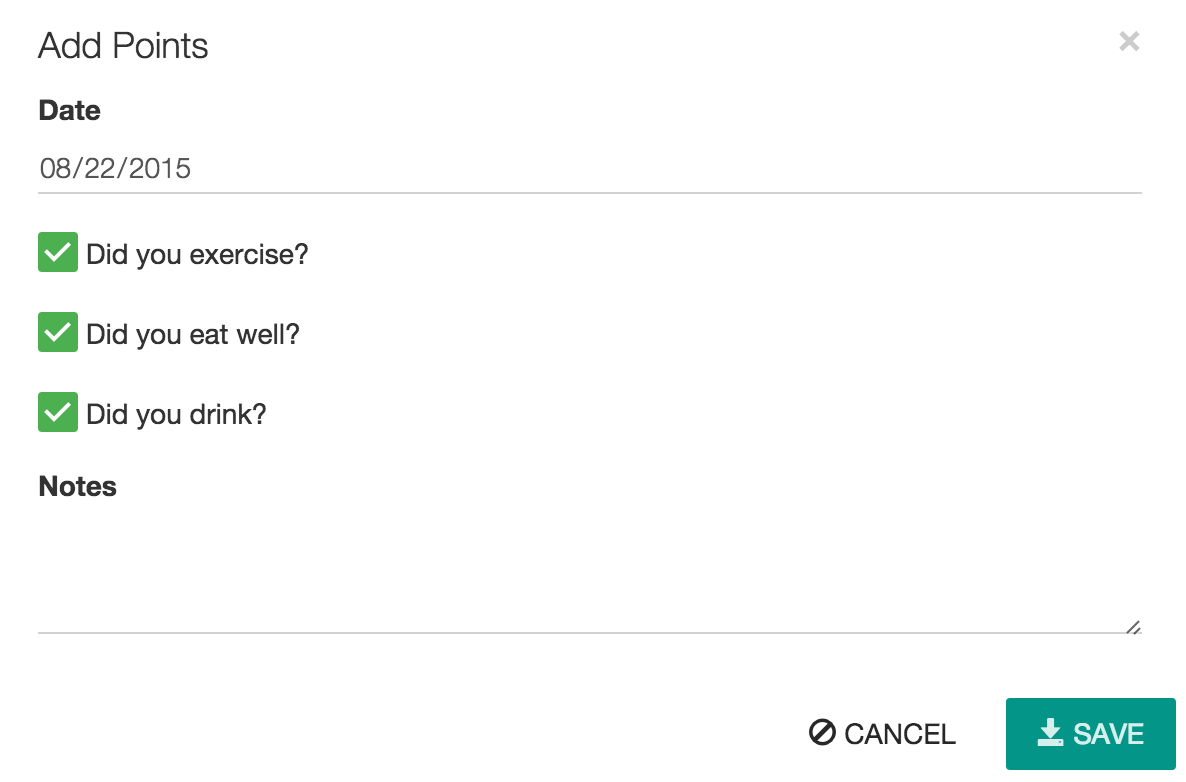 Add Points
Date
08/22/2015
Did you exercise?
Did you eat well?
Did you drink?
Notes
CANCEL
SAVE